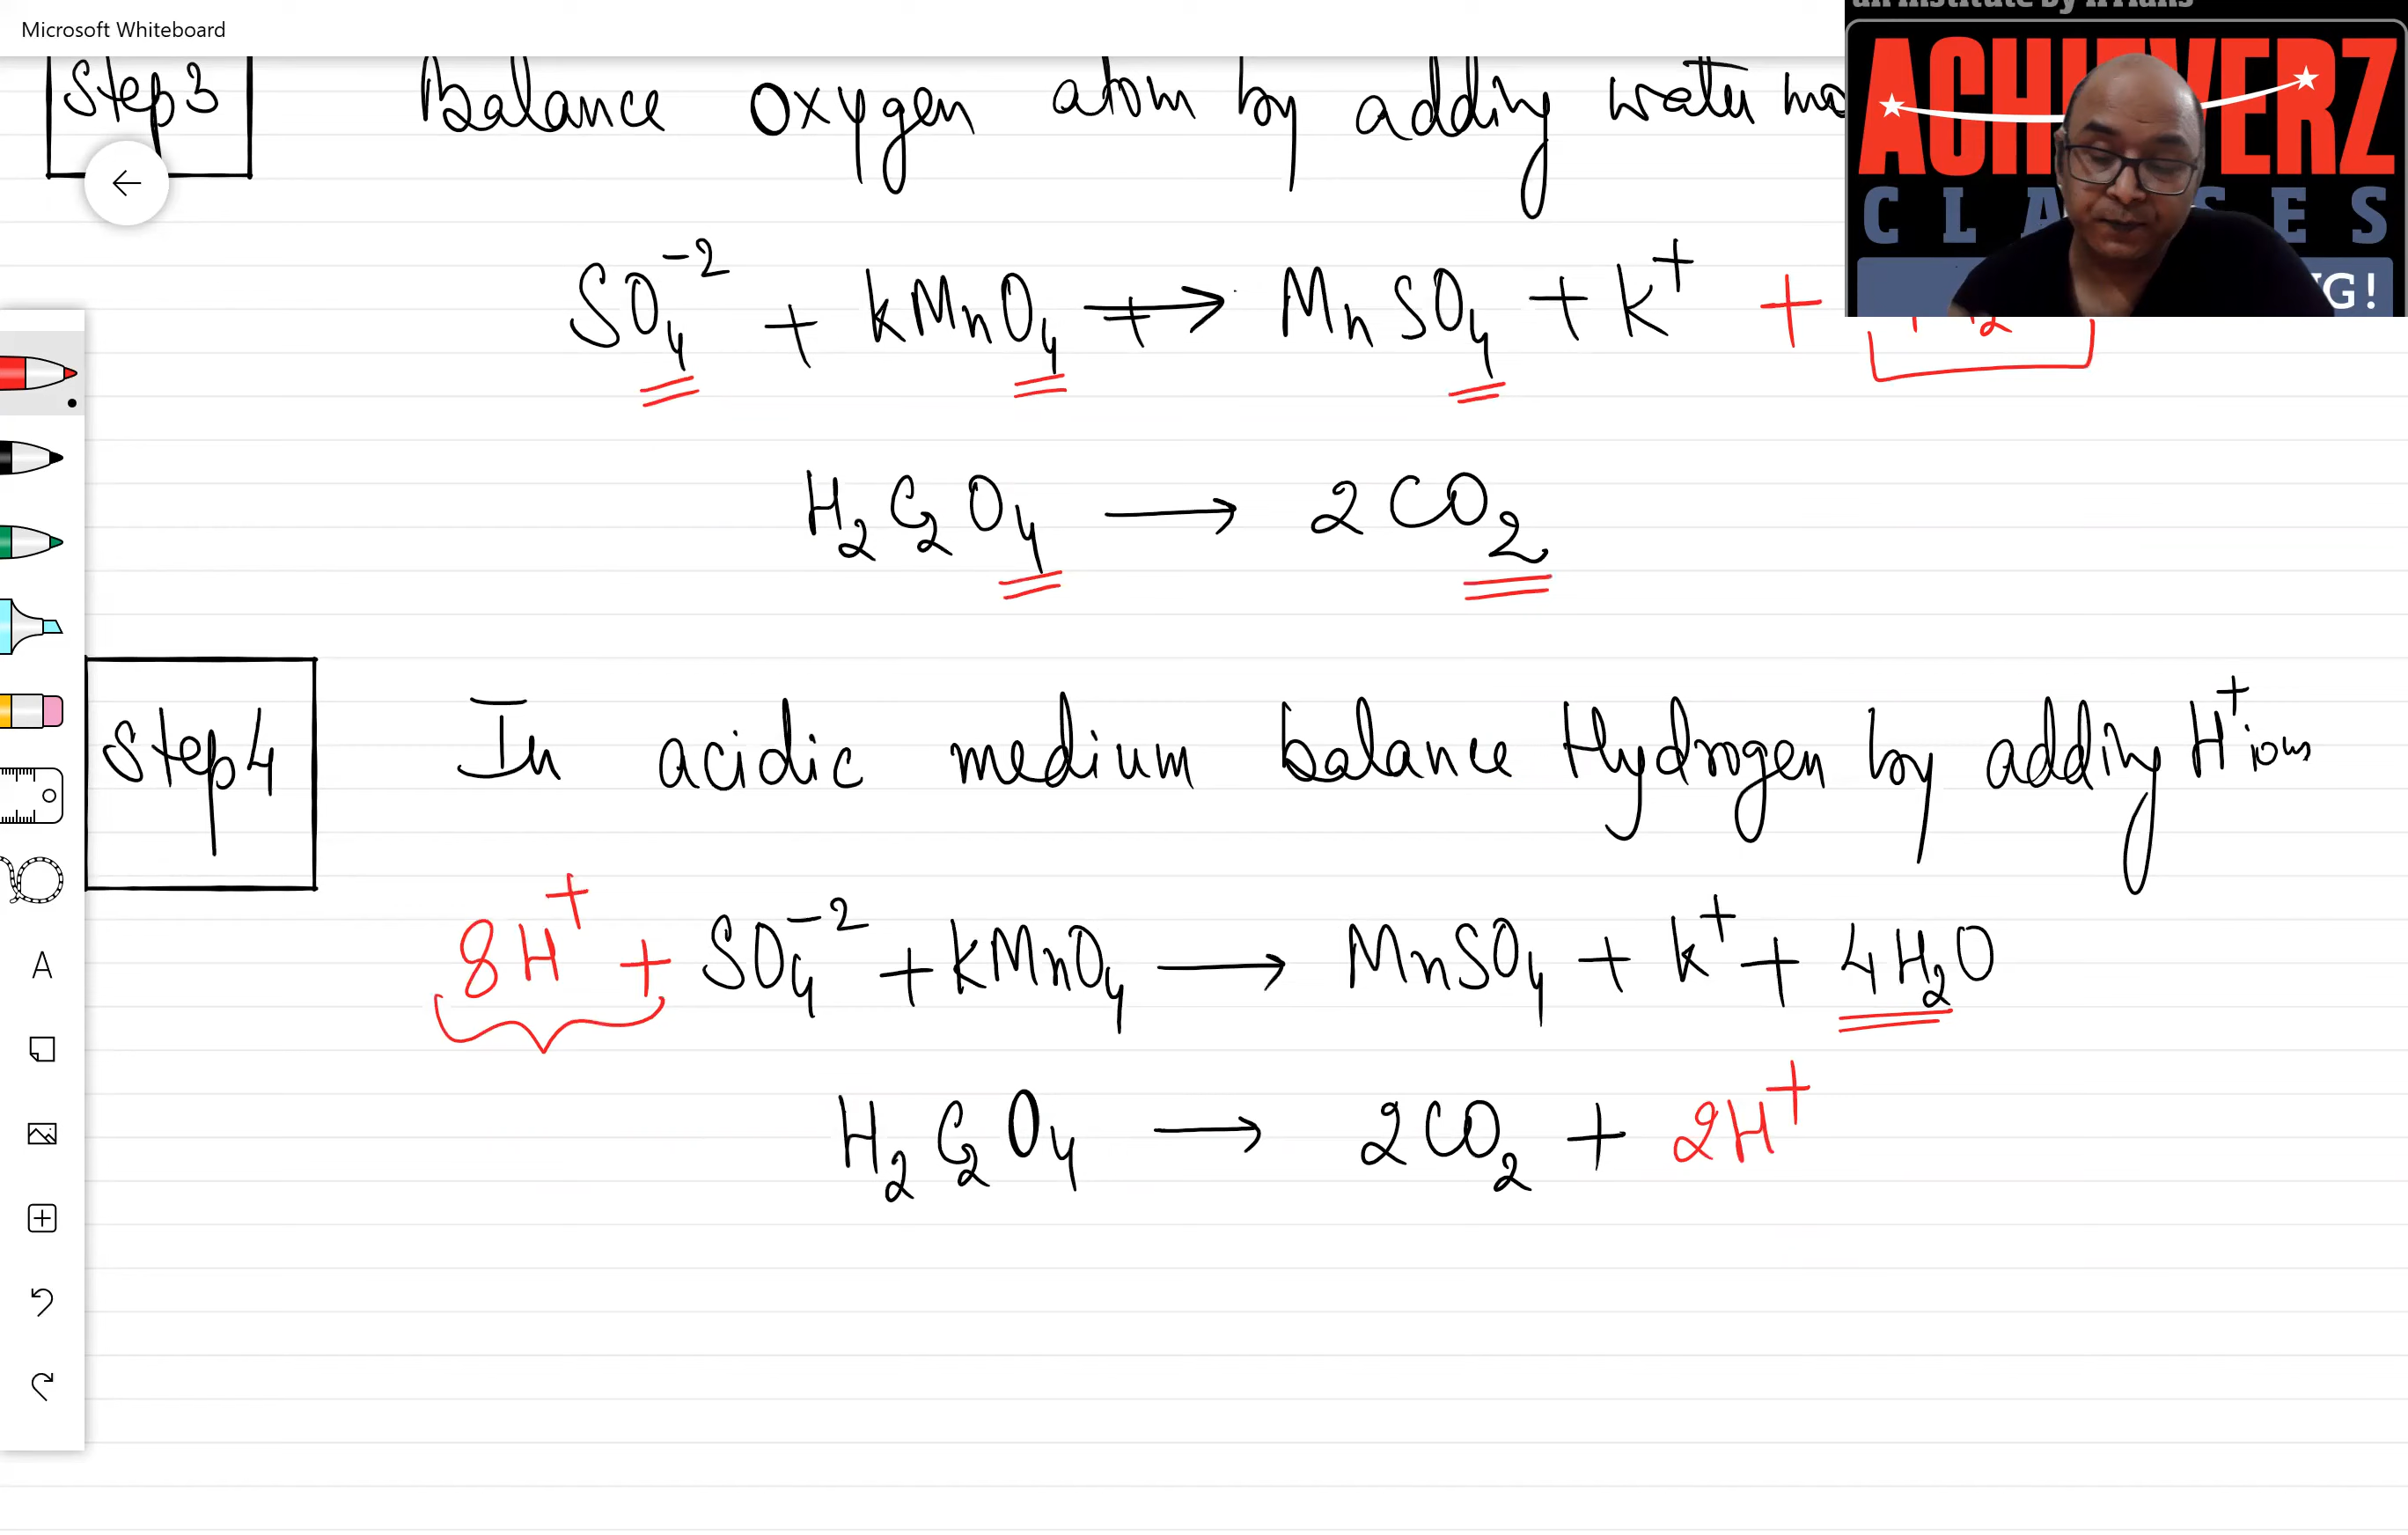 Microsoft Whiteboard
Step 3
Balance Oxygen atom by adding water mo
SO₄⁻² + kMnO₄ → MnSO₄ + k⁺ +
ACHIEVERZ
CLASSES
G!
H₂C₂O₄ → 2CO₂
Step 4
In acidic medium balance Hydrogen by adding H⁺ ions
8H⁺ + SO₄⁻² + kMnO₄ → MnSO₄ + k⁺ + 4H₂O
H₂C₂O₄ → 2CO₂ + 2H⁺
A